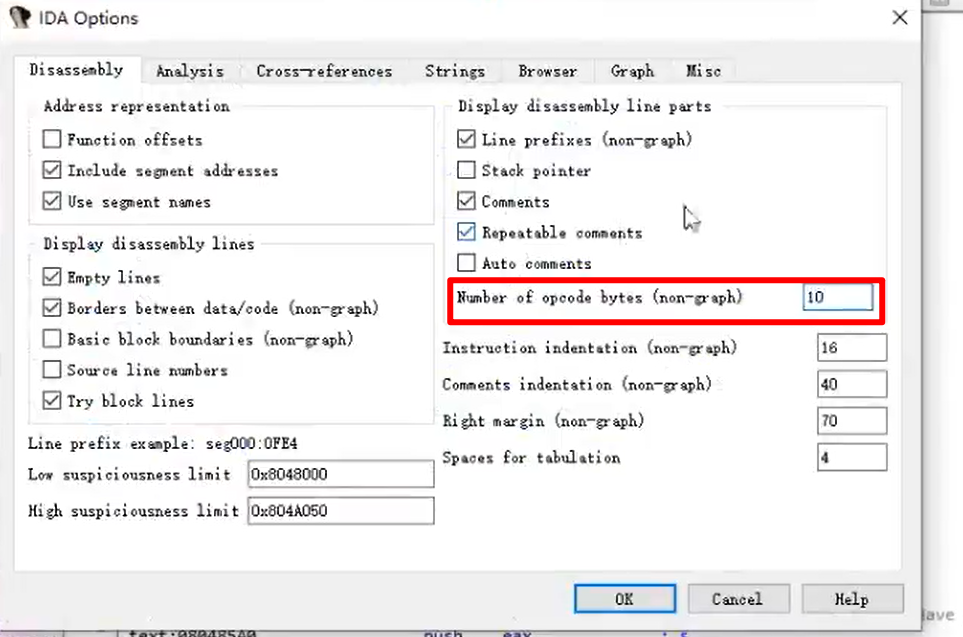 IDA Options
Disassembly Analysis Cross-references Strings Browser Graph Misc
Address representation
Function offsets
Include segment addresses
Use segment names
Display disassembly lines
Empty lines
Borders between data/code (non-graph)
Basic block boundaries (non-graph)
Source line numbers
Try block lines
Line prefix example: seg000:0FE4
Low suspiciousness limit 0x8048000
High suspiciousness limit 0x804A050
Display disassembly line parts
Line prefixes (non-graph)
Stack pointer
Comments
Repeatable comments
Auto comments
Number of opcode bytes (non-graph) 10
Instruction indentation (non-graph) 16
Comments indentation (non-graph) 40
Right margin (non-graph) 70
Spaces for tabulation 4
OK Cancel Help